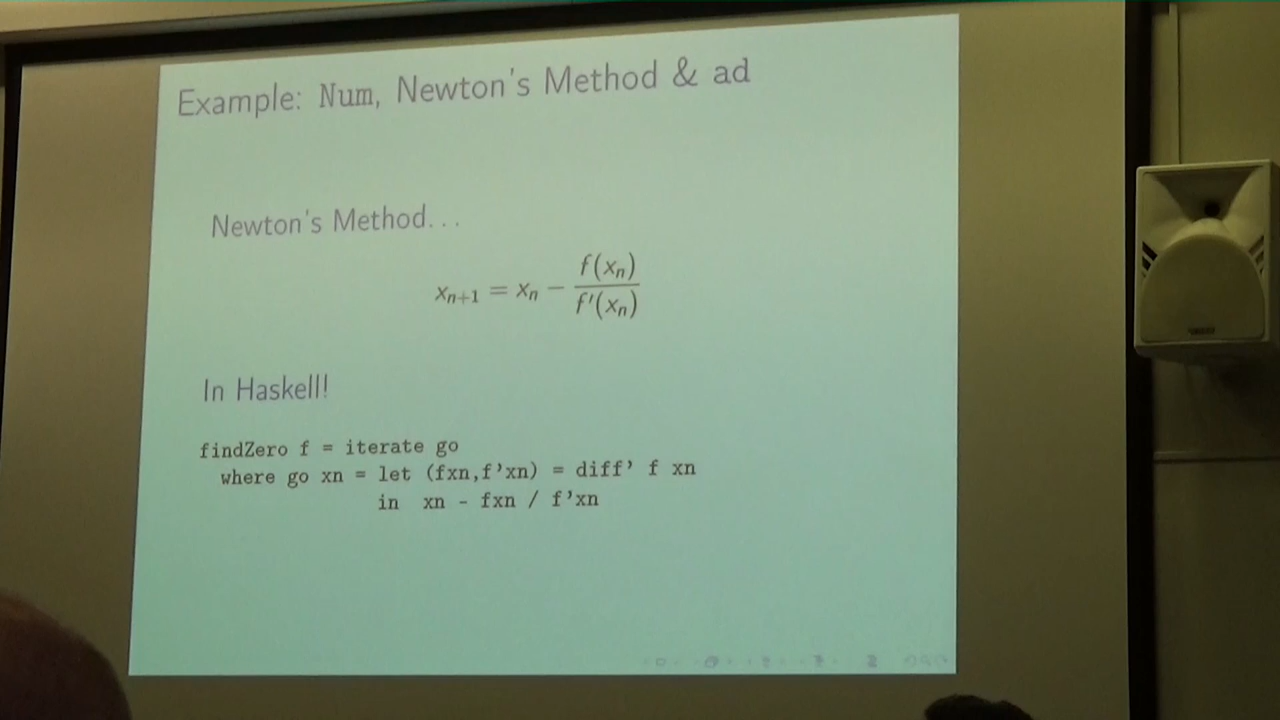 Example: Num, Newton's Method & ad
Newton's Method...
x_{n+1} = x_n − f(x_n) / f'(x_n)
In Haskell!
findZero f = iterate go
where go xn = let (fxn,f'xn) = diff' f xn
in xn - fxn / f'xn